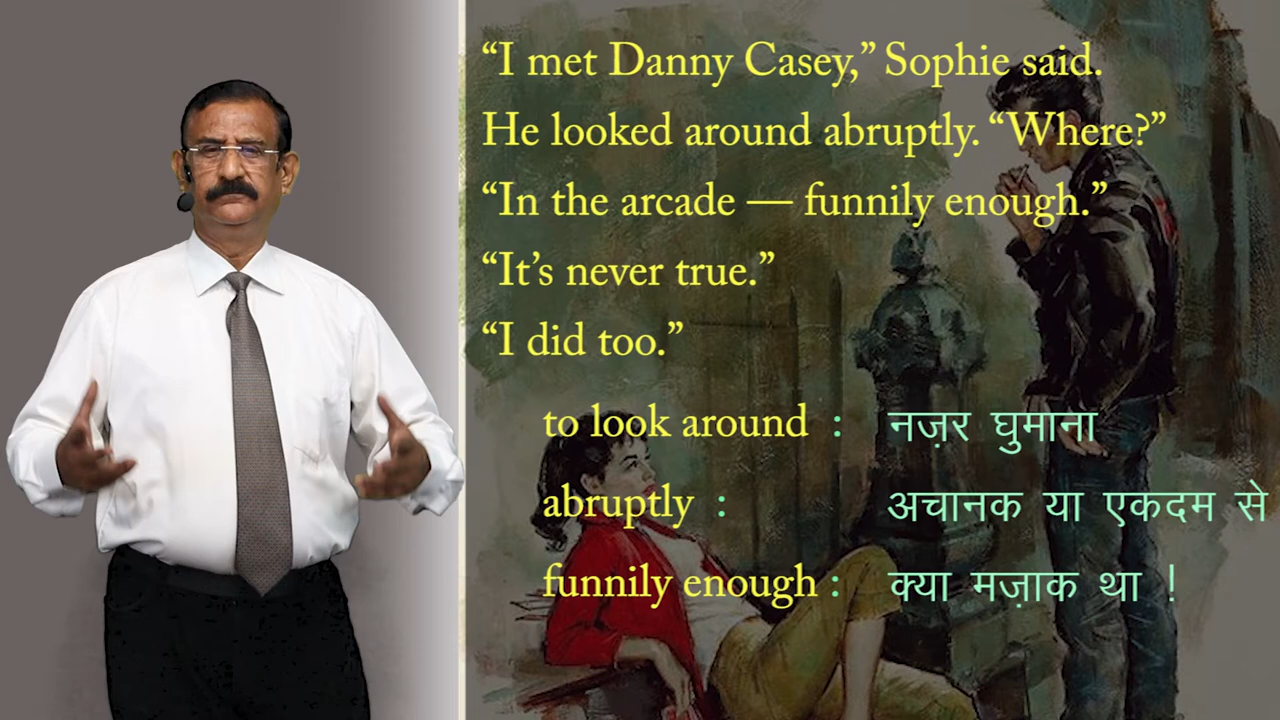 “I met Danny Casey,” Sophie said.
He looked around abruptly. “Where?”
“In the arcade — funnily enough.”
“It’s never true.”
“I did too.”
to look around : नज़र घुमाना
abruptly : अचानक या एकदम से
funnily enough : क्या मज़ाक था !